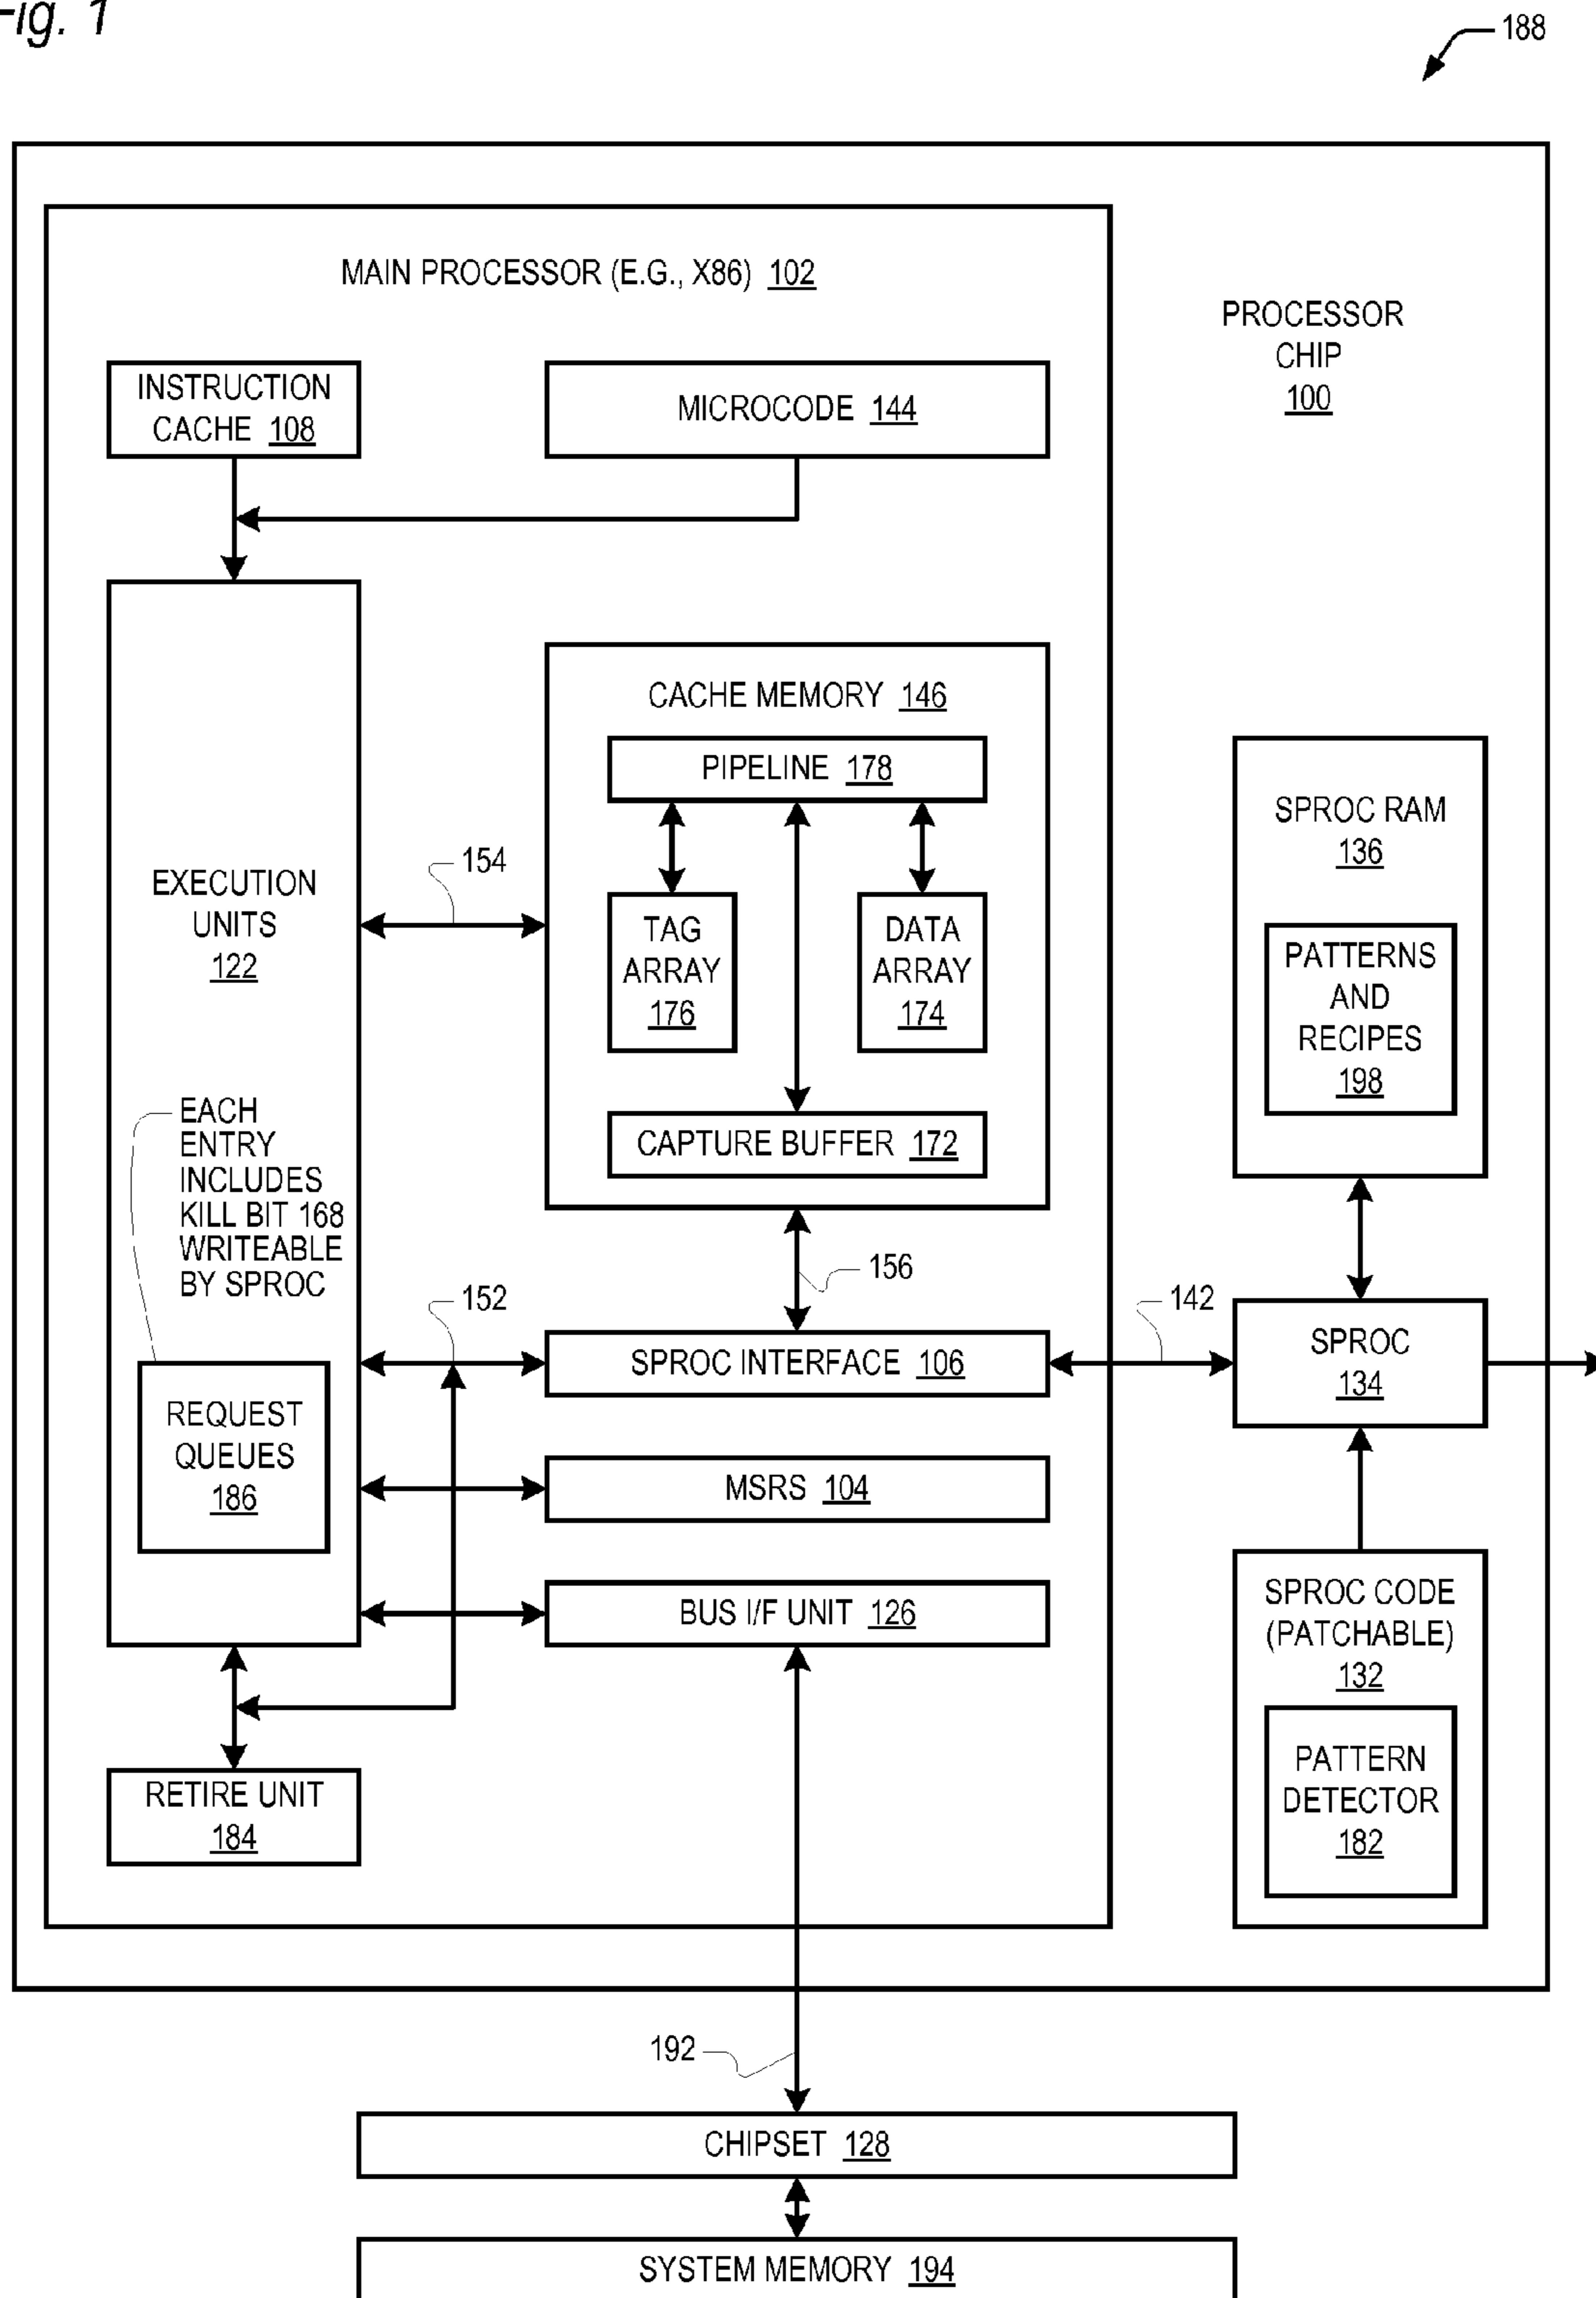 Fig. 1
188
MAIN PROCESSOR (E.G., X86) 102
PROCESSOR
CHIP
100
INSTRUCTION
CACHE 108
MICROCODE 144
EXECUTION
UNITS
122
154
CACHE MEMORY 146
PIPELINE 178
TAG
ARRAY
176
DATA
ARRAY
174
CAPTURE BUFFER 172
SPROC RAM
136
PATTERNS
AND
RECIPES
198
EACH
ENTRY
INCLUDES
KILL BIT 168
WRITEABLE
BY SPROC
152
156
142
SPROC INTERFACE 106
SPROC
134
REQUEST
QUEUES
186
MSRS 104
BUS I/F UNIT 126
SPROC CODE
(PATCHABLE)
132
PATTERN
DETECTOR
182
RETIRE UNIT
184
192
CHIPSET 128
SYSTEM MEMORY 194